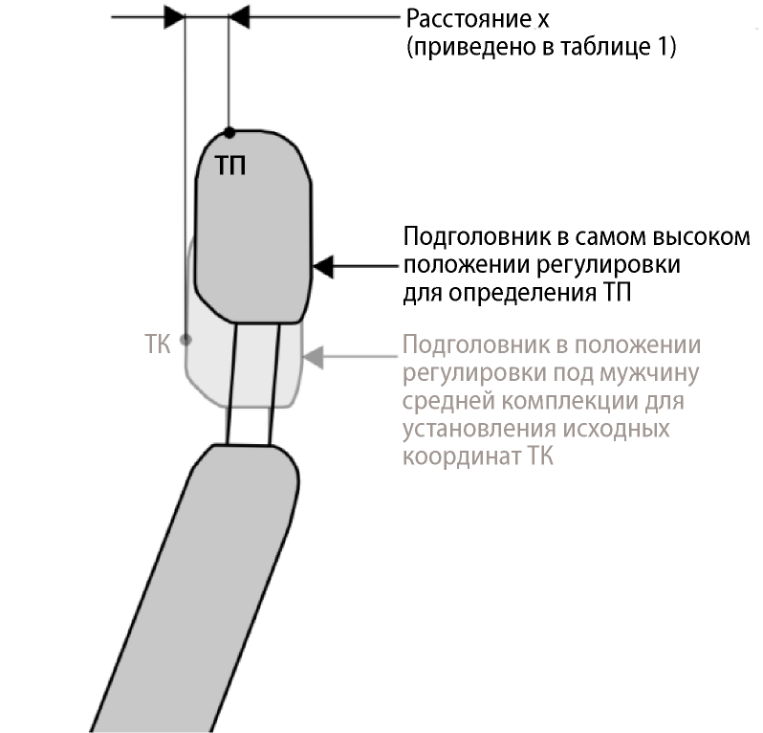 Расстояние x
(приведено в таблице 1)
ТП
Подголовник в самом высоком
положении регулировки
для определения ТП
ТК
Подголовник в положении
регулировки под мужчину
средней комплекции для
установления исходных
координат ТК